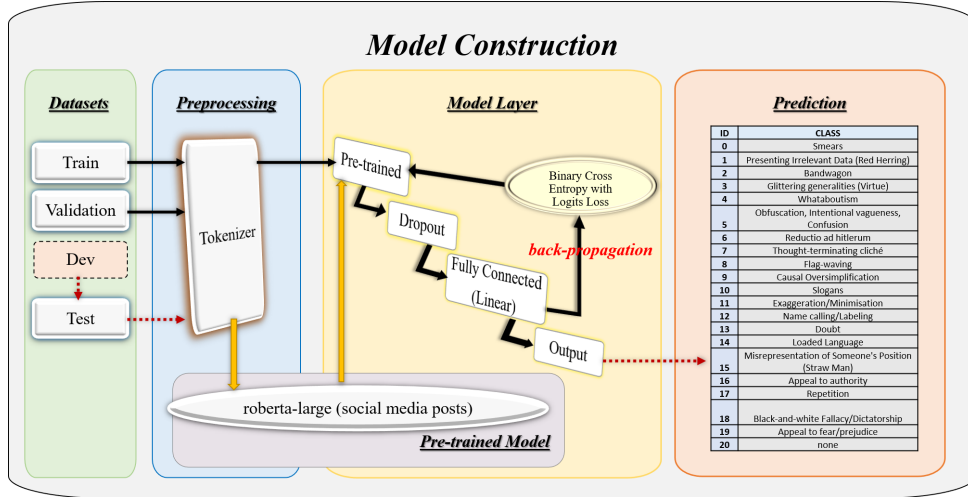 Model Construction
Datasets
Train
Validation
Dev
Test
Preprocessing
Tokenizer
Model Layer
Pre-trained
Dropout
Fully Connected
(Linear)
Output
Binary Cross
Entropy with
Logits Loss
back-propagation
roberta-large (social media posts)
Pre-trained Model
Prediction
ID CLASS
0 Smears
1 Presenting Irrelevant Data (Red Herring)
2 Bandwagon
3 Glittering generalities (Virtue)
4 Whataboutism
Obfuscation, Intentional vagueness,
5 Confusion
6 Reductio ad hitlerum
7 Thought-terminating cliché
8 Flag-waving
9 Causal Oversimplification
10 Slogans
11 Exaggeration/Minimisation
12 Name calling/Labeling
13 Doubt
14 Loaded Language
Misrepresentation of Someone's Position
15 (Straw Man)
16 Appeal to authority
17 Repetition
18 Black-and-white Fallacy/Dictatorship
19 Appeal to fear/prejudice
20 none